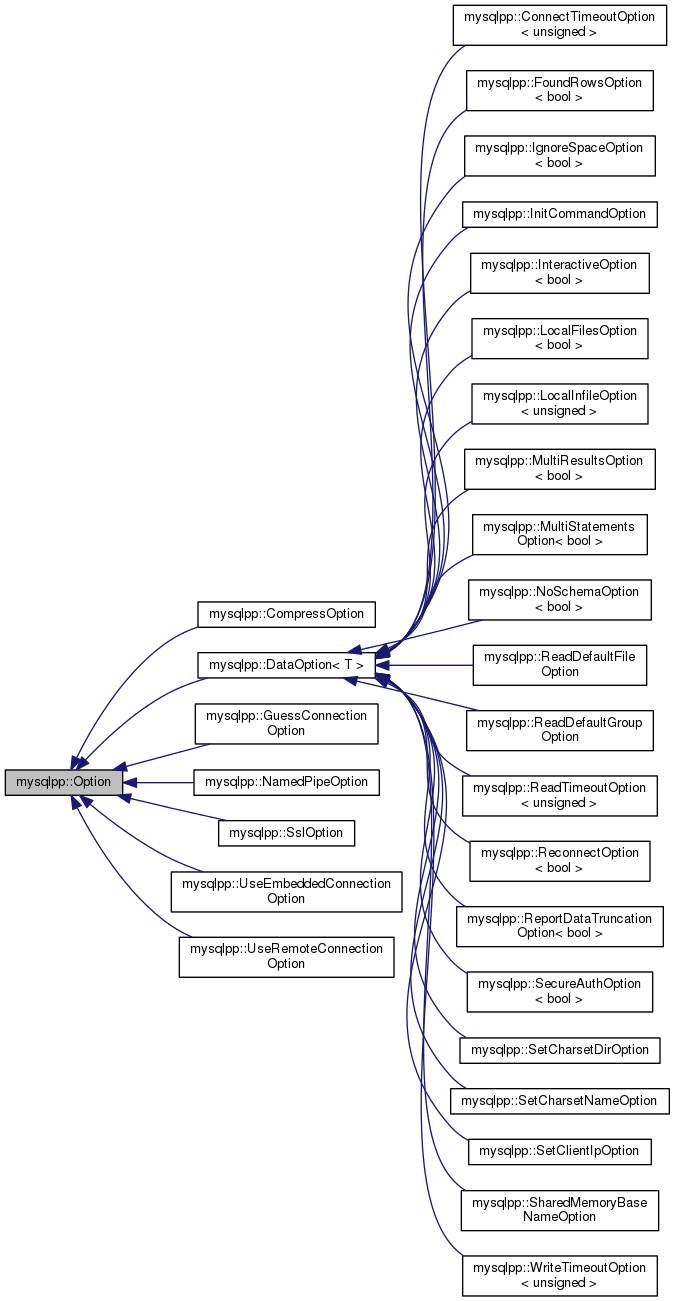 mysqlpp::ConnectTimeoutOption
< unsigned >
mysqlpp::FoundRowsOption
< bool >
mysqlpp::IgnoreSpaceOption
< bool >
mysqlpp::InitCommandOption
mysqlpp::InteractiveOption
< bool >
mysqlpp::LocalFilesOption
< bool >
mysqlpp::LocalInfileOption
< unsigned >
mysqlpp::MultiResultsOption
< bool >
mysqlpp::MultiStatements
Option< bool >
mysqlpp::NoSchemaOption
< bool >
mysqlpp::CompressOption
mysqlpp::DataOption< T >
mysqlpp::ReadDefaultFile
Option
mysqlpp::GuessConnection
Option
mysqlpp::ReadDefaultGroup
Option
mysqlpp::Option
mysqlpp::NamedPipeOption
mysqlpp::ReadTimeoutOption
< unsigned >
mysqlpp::SslOption
mysqlpp::ReconnectOption
< bool >
mysqlpp::UseEmbeddedConnection
Option
mysqlpp::ReportDataTruncation
Option< bool >
mysqlpp::UseRemoteConnection
Option
mysqlpp::SecureAuthOption
< bool >
mysqlpp::SetCharsetDirOption
mysqlpp::SetCharsetNameOption
mysqlpp::SetClientIpOption
mysqlpp::SharedMemoryBase
NameOption
mysqlpp::WriteTimeoutOption
< unsigned >